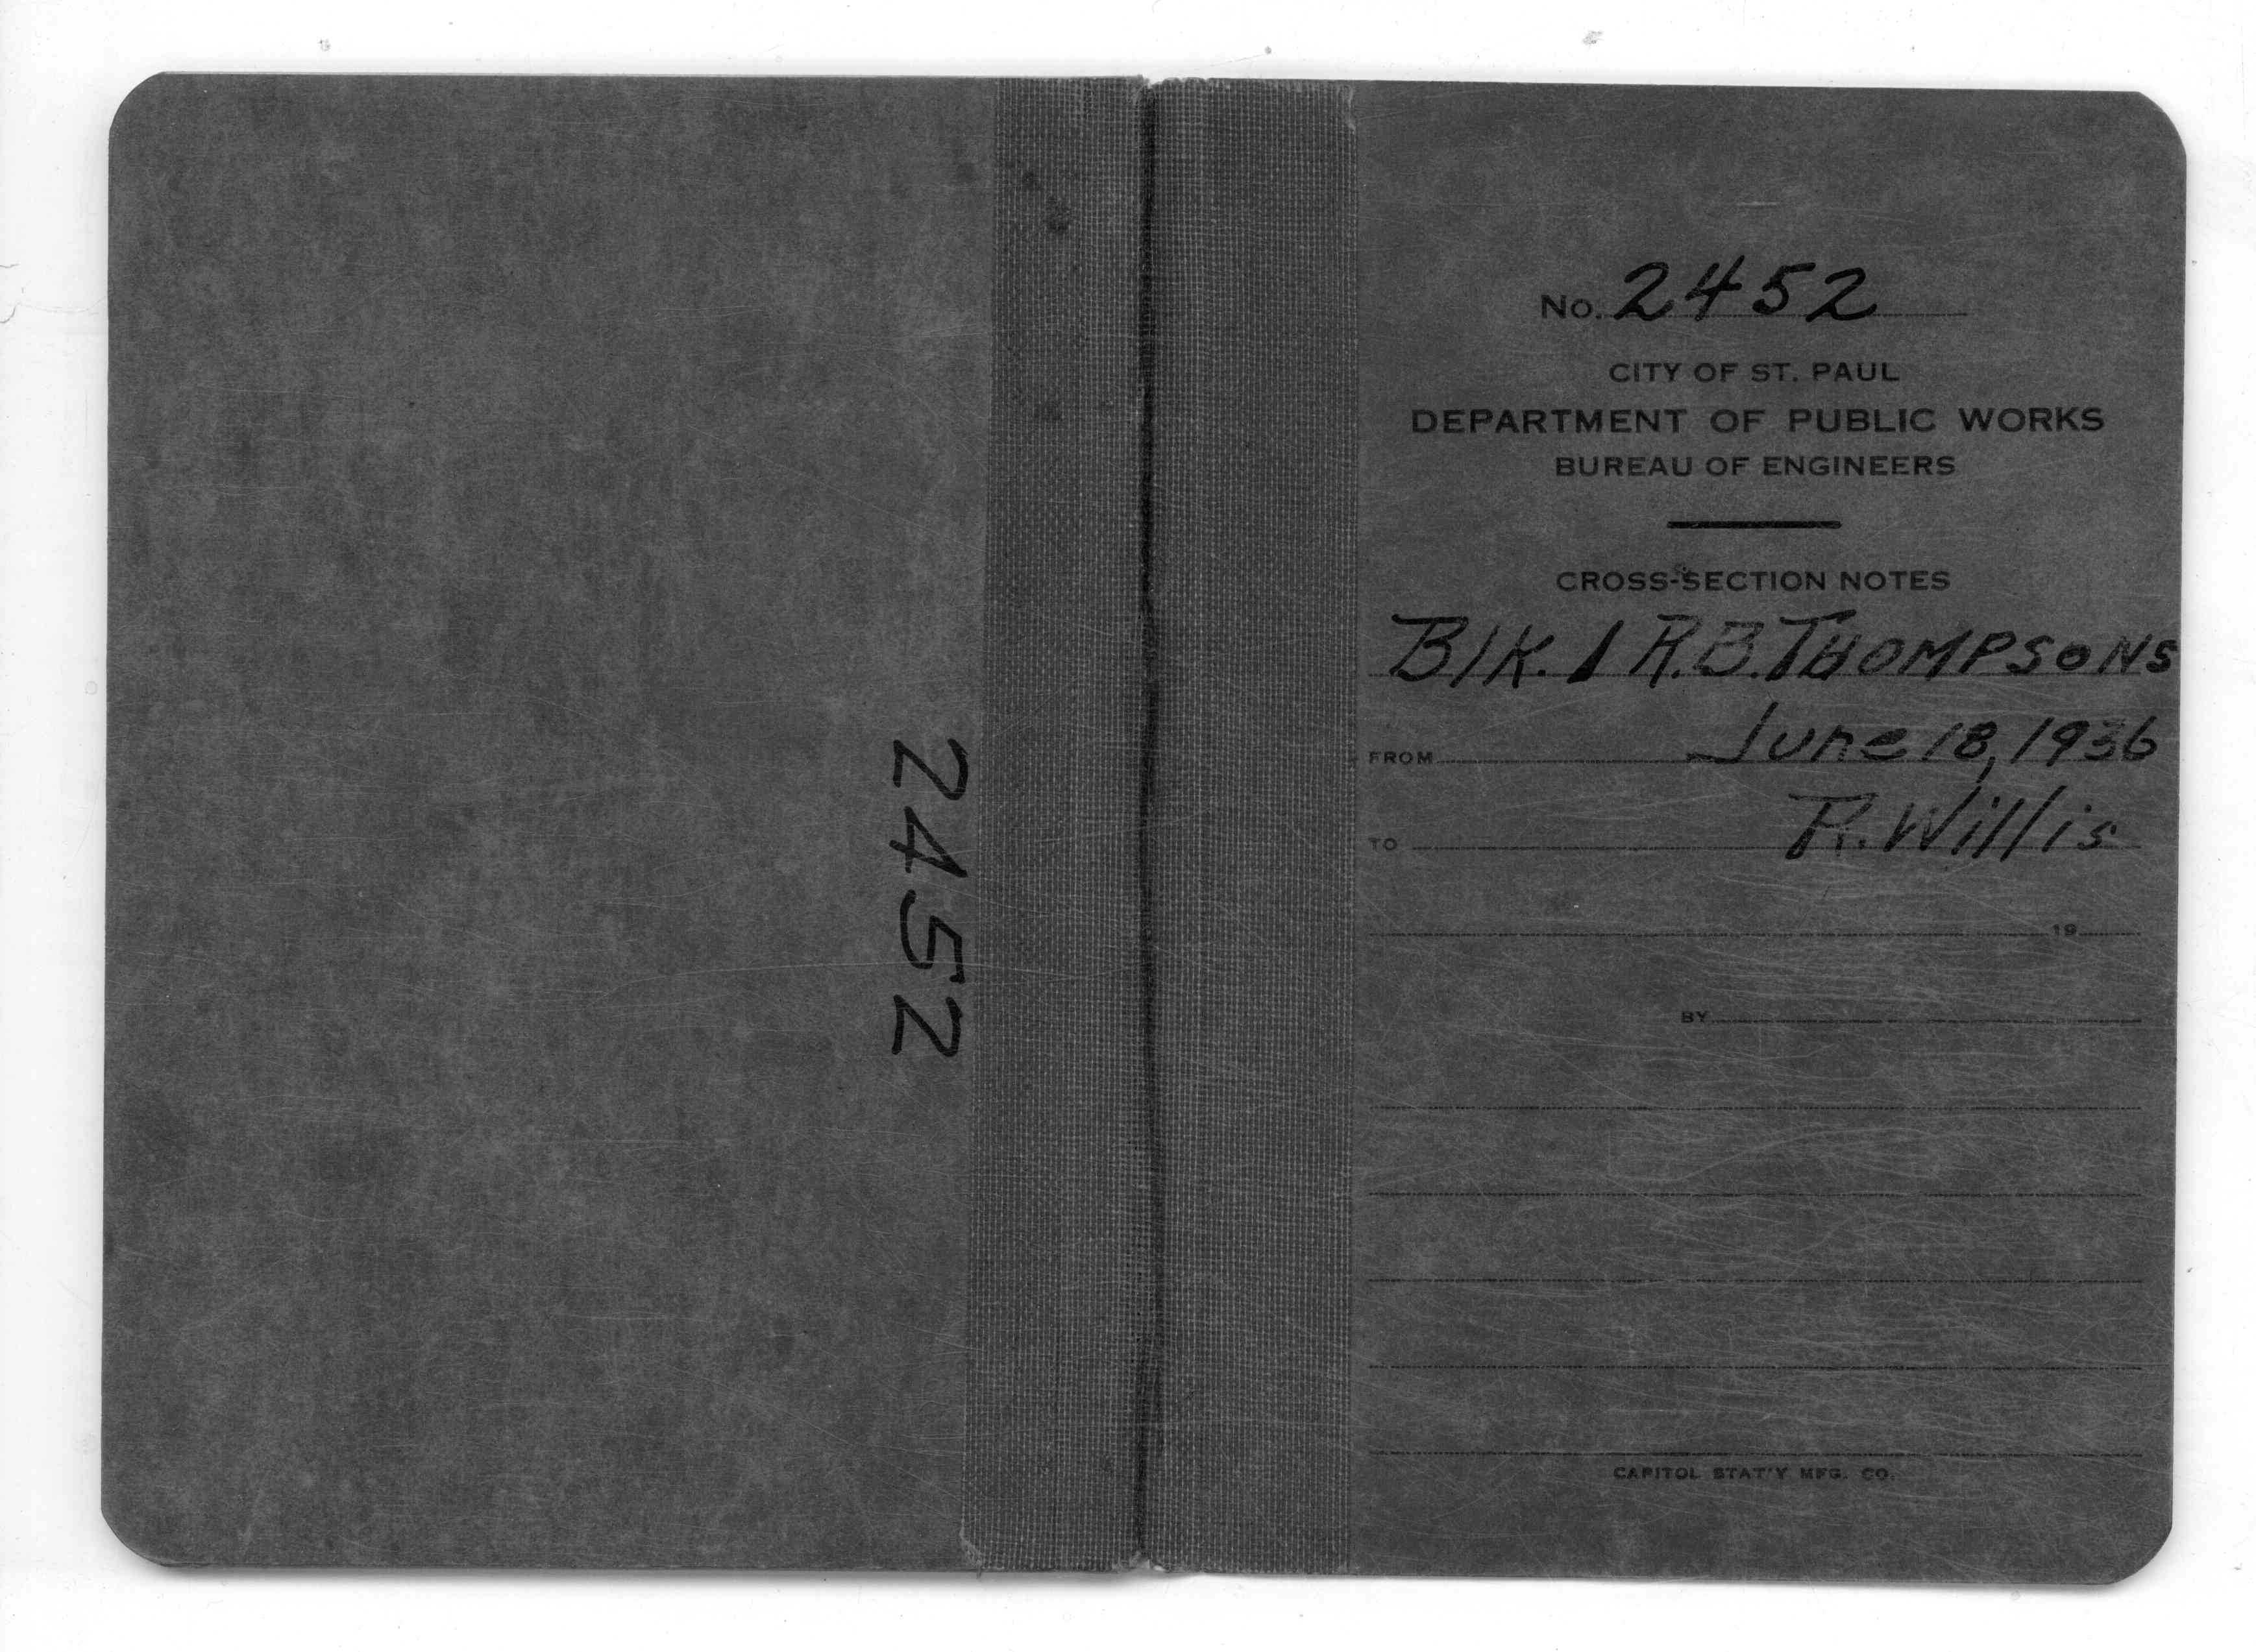 2452
No. 2452
CITY OF ST. PAUL
DEPARTMENT OF PUBLIC WORKS
BUREAU OF ENGINEERS
CROSS-SECTION NOTES
Blk. 1 R.B. THOMPSONS
FROM June 18, 1936
TO R. Willis
19
BY
CAPITOL STAT'Y MFG. CO.